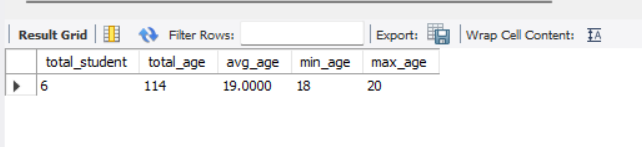 Result Grid Filter Rows: Export: Wrap Cell Content: IA
total_student total_age avg_age min_age max_age
6 114 19.0000 18 20